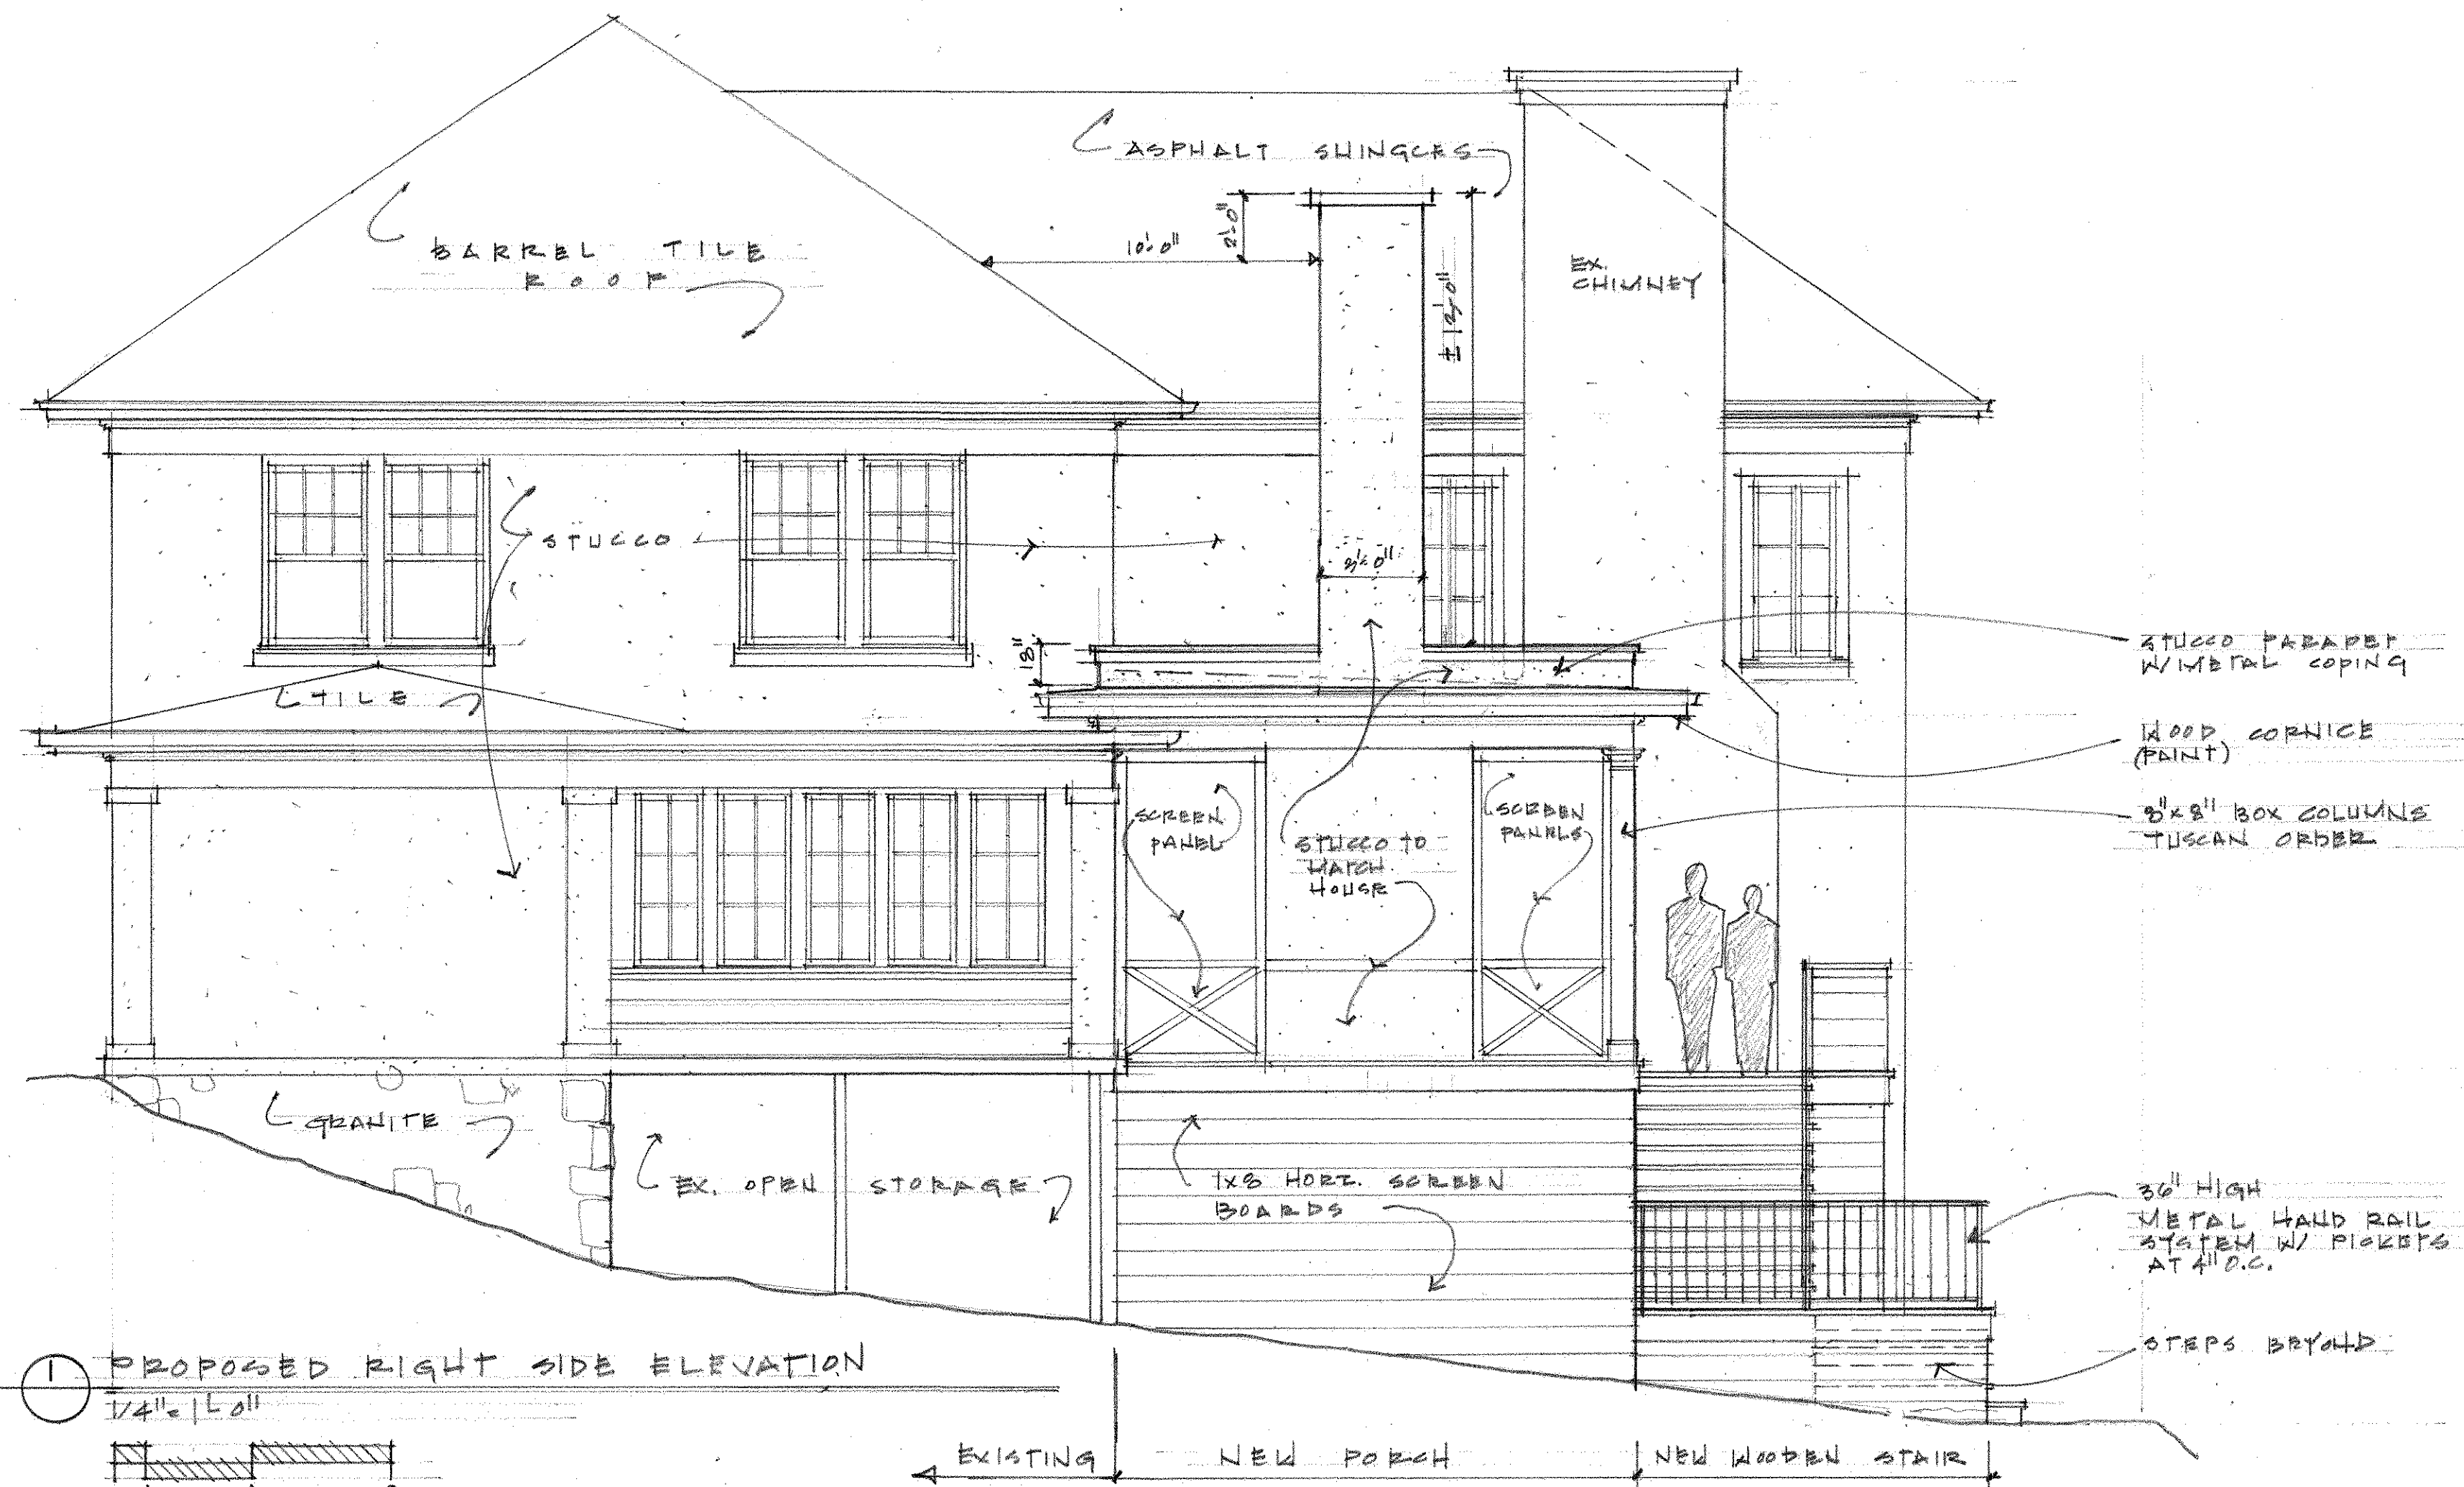 ASPHALT SHINGLES
BARREL TILE
ROOF
10'-0"
2'-0"
± 13'-0"
EX.
CHIMNEY
STUCCO
3'-0"
18"
TILE
STUCCO PARAPET
W/METAL COPING
WOOD CORNICE
(PAINT)
8"x8" BOX COLUMNS
TUSCAN ORDER
SCREEN
PANEL
STUCCO TO
MATCH
HOUSE
SCREEN
PANELS
GRANITE
EX. OPEN STORAGE
1x8 HORZ. SCREEN
BOARDS
36" HIGH
METAL HAND RAIL
SYSTEM W/ PICKETS
AT 4" O.C.
STEPS BEYOND
1
PROPOSED RIGHT SIDE ELEVATION
1/4" = 1'-0"
EXISTING
NEW PORCH
NEW WOODEN STAIR